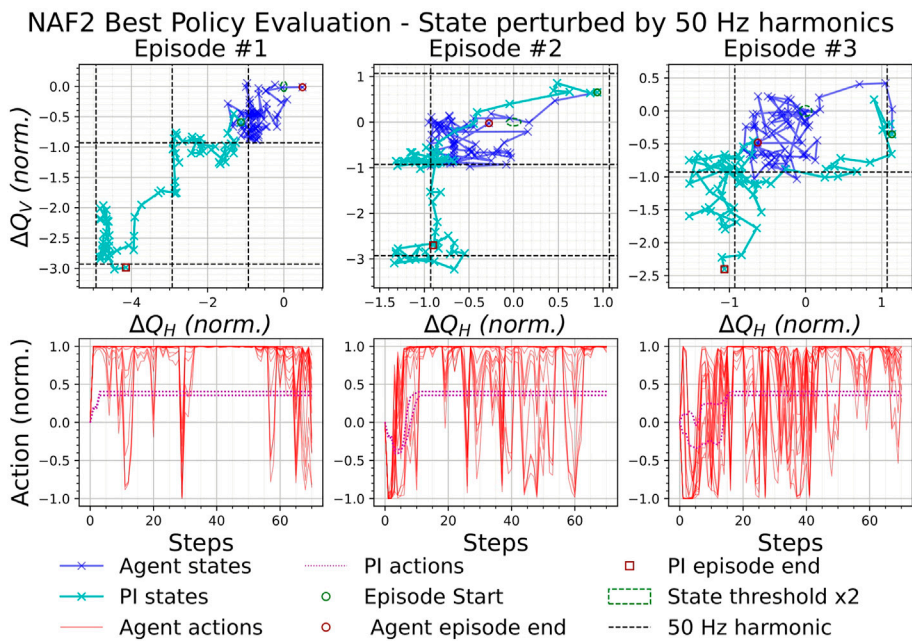 NAF2 Best Policy Evaluation - State perturbed by 50 Hz harmonics
Episode #1 Episode #2 Episode #3
ΔQ_V (norm.)
0.0
−0.5
−1.0
−1.5
−2.0
−2.5
−3.0
−4 −2 0
1
0
−1
−2
−3
−1.5 −1.0 −0.5 0.0 0.5 1.0
0.5
0.0
−0.5
−1.0
−1.5
−2.0
−2.5
−1 0 1
ΔQ_H (norm.) ΔQ_H (norm.) ΔQ_H (norm.)
Action (norm.)
1.0
0.5
0.0
−0.5
−1.0
0 20 40 60
1.0
0.5
0.0
−0.5
−1.0
0 20 40 60
1.0
0.5
0.0
−0.5
−1.0
0 20 40 60
Steps Steps Steps
Agent states PI actions PI episode end
PI states Episode Start State threshold x2
Agent actions Agent episode end 50 Hz harmonic